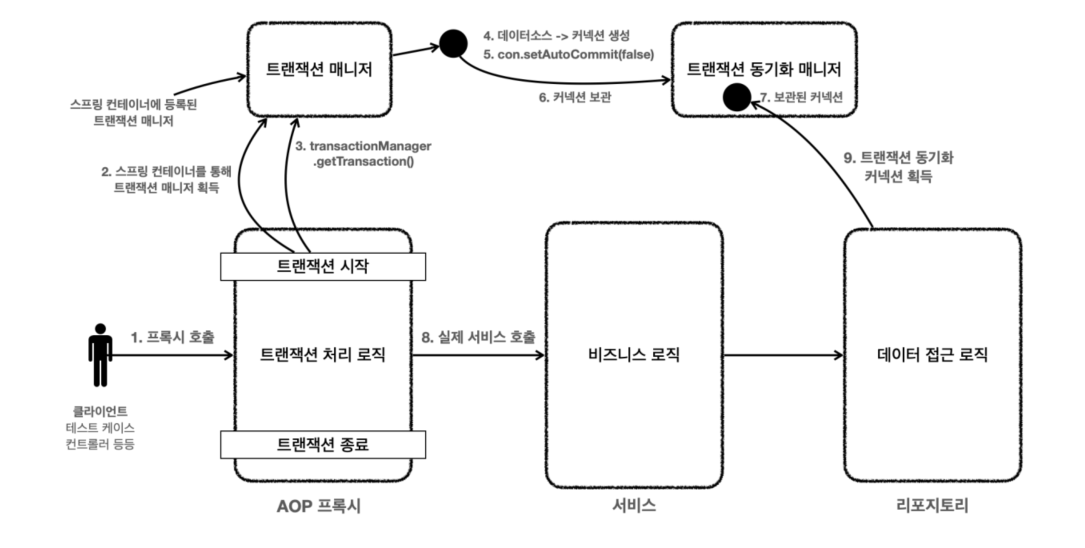 트랜잭션 매니저
4. 데이터소스 -> 커넥션 생성
5. con.setAutoCommit(false)
트랜잭션 동기화 매니저
6. 커넥션 보관
7. 보관된 커넥션
스프링 컨테이너에 등록된
트랜잭션 매니저
3. transactionManager
.getTransaction()
2. 스프링 컨테이너를 통해
트랜잭션 매니저 획득
9. 트랜잭션 동기화
커넥션 획득
트랜잭션 시작
1. 프록시 호출
트랜잭션 처리 로직
8. 실제 서비스 호출
비즈니스 로직
데이터 접근 로직
클라이언트
테스트 케이스
컨트롤러 등등
트랜잭션 종료
AOP 프록시
서비스
리포지토리